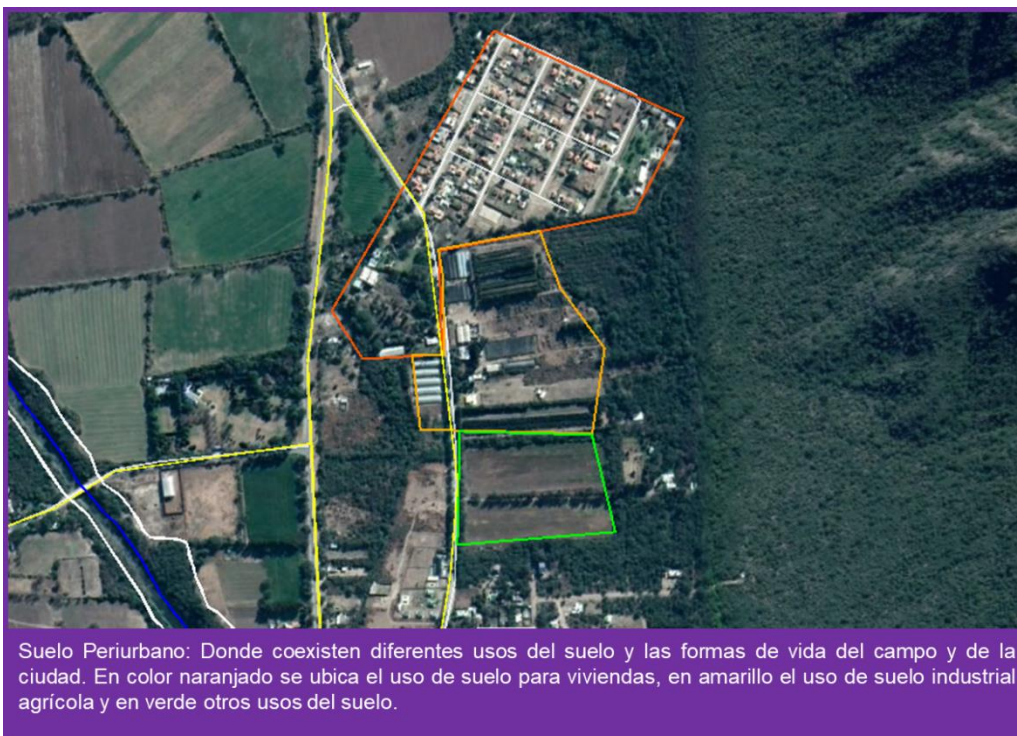 Suelo Periurbano: Donde coexisten diferentes usos del suelo y las formas de vida del campo y de la
ciudad. En color naranjado se ubica el uso de suelo para viviendas, en amarillo el uso de suelo industrial
agrícola y en verde otros usos del suelo.